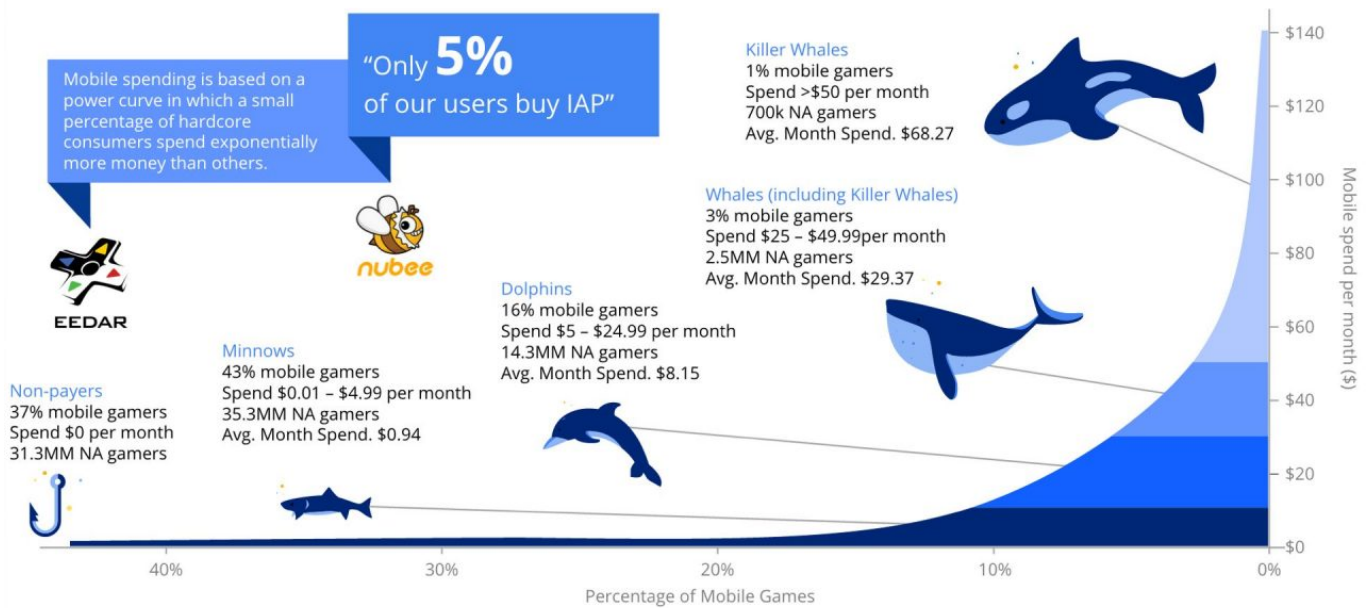 Mobile spending is based on a
power curve in which a small
percentage of hardcore
consumers spend exponentially
more money than others.
“Only 5%
of our users buy IAP”
EEDAR
nubee
Non-payers
37% mobile gamers
Spend $0 per month
31.3MM NA gamers
Minnows
43% mobile gamers
Spend $0.01 – $4.99 per month
35.3MM NA gamers
Avg. Month Spend. $0.94
Dolphins
16% mobile gamers
Spend $5 – $24.99 per month
14.3MM NA gamers
Avg. Month Spend. $8.15
Whales (including Killer Whales)
3% mobile gamers
Spend $25 – $49.99per month
2.5MM NA gamers
Avg. Month Spend. $29.37
Killer Whales
1% mobile gamers
Spend >$50 per month
700k NA gamers
Avg. Month Spend. $68.27
$140
$120
$100
$80
$60
$40
$20
$0
Mobile spend per month ($)
40%
30%
20%
10%
0%
Percentage of Mobile Games